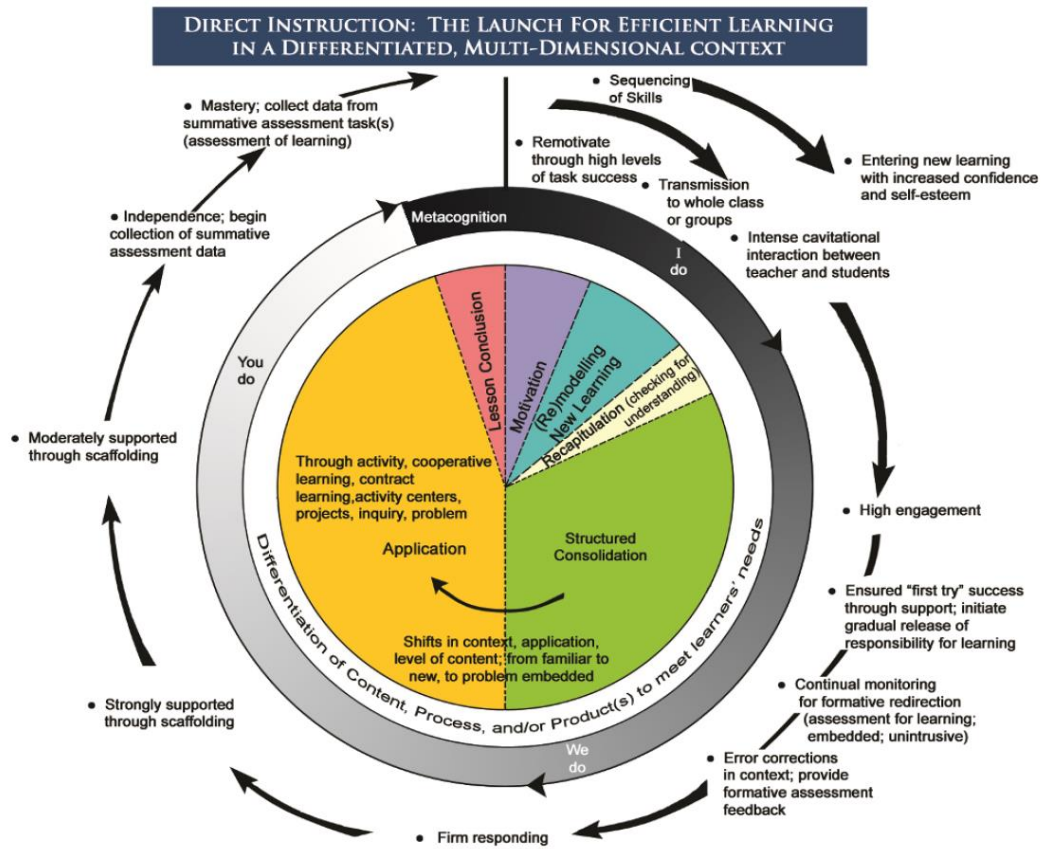 DIRECT INSTRUCTION: THE LAUNCH FOR EFFICIENT LEARNING
IN A DIFFERENTIATED, MULTI-DIMENSIONAL CONTEXT
• Sequencing
of Skills
• Entering new learning
with increased confidence
and self-esteem
• Remotivate
through high levels
of task success
• Transmission
to whole class
or groups
• Intense cavitational
interaction between
teacher and students
• High engagement
• Ensured “first try” success
through support; initiate
gradual release of
responsibility for learning
• Continual monitoring
for formative redirection
(assessment for learning;
embedded; unintrusive)
• Error corrections
in context; provide
formative assessment
feedback
• Firm responding
• Strongly supported
through scaffolding
• Moderately supported
through scaffolding
• Independence; begin
collection of summative
assessment data
• Mastery; collect data from
summative assessment task(s)
(assessment of learning)
Metacognition
I
do
We
do
You
do
Differentiation of Content, Process, and/or Product(s) to meet learners’ needs
Lesson Conclusion
Motivation
(Re)modelling
New Learning
Recapitulation (checking for
understanding)
Structured
Consolidation
Through activity, cooperative
learning, contract
learning,activity centers,
projects, inquiry, problem
Application
Shifts in context, application,
level of content; from familiar to
new, to problem embedded